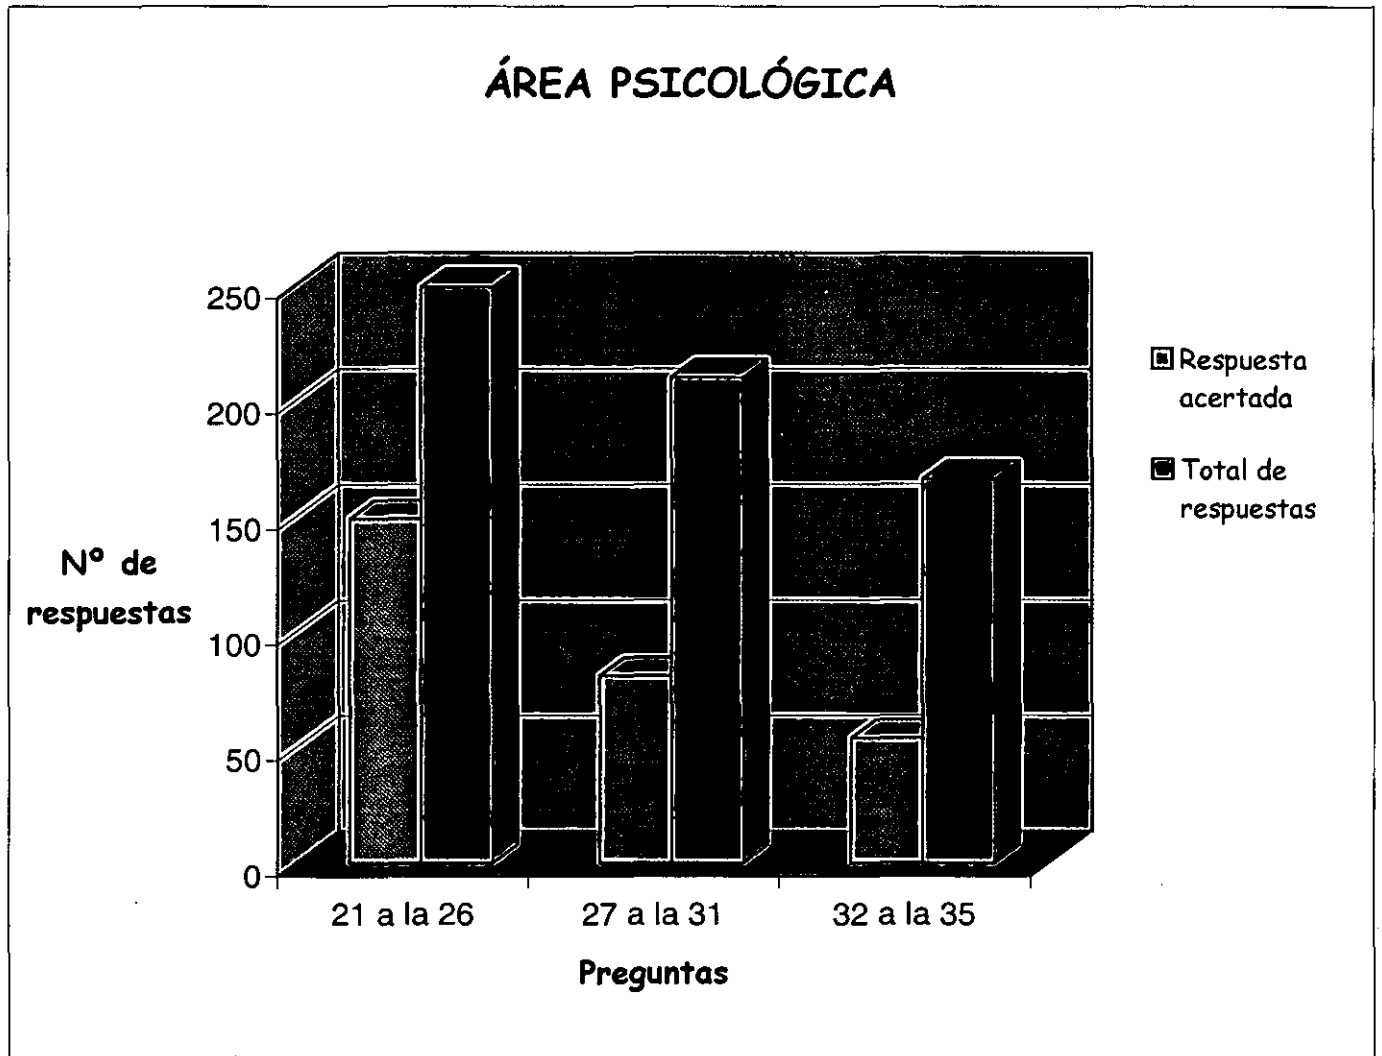 ÁREA PSICOLÓGICA
250
200
150
100
50
0
Nº de
respuestas
21 a la 26
27 a la 31
32 a la 35
Preguntas
Respuesta
acertada
Total de
respuestas